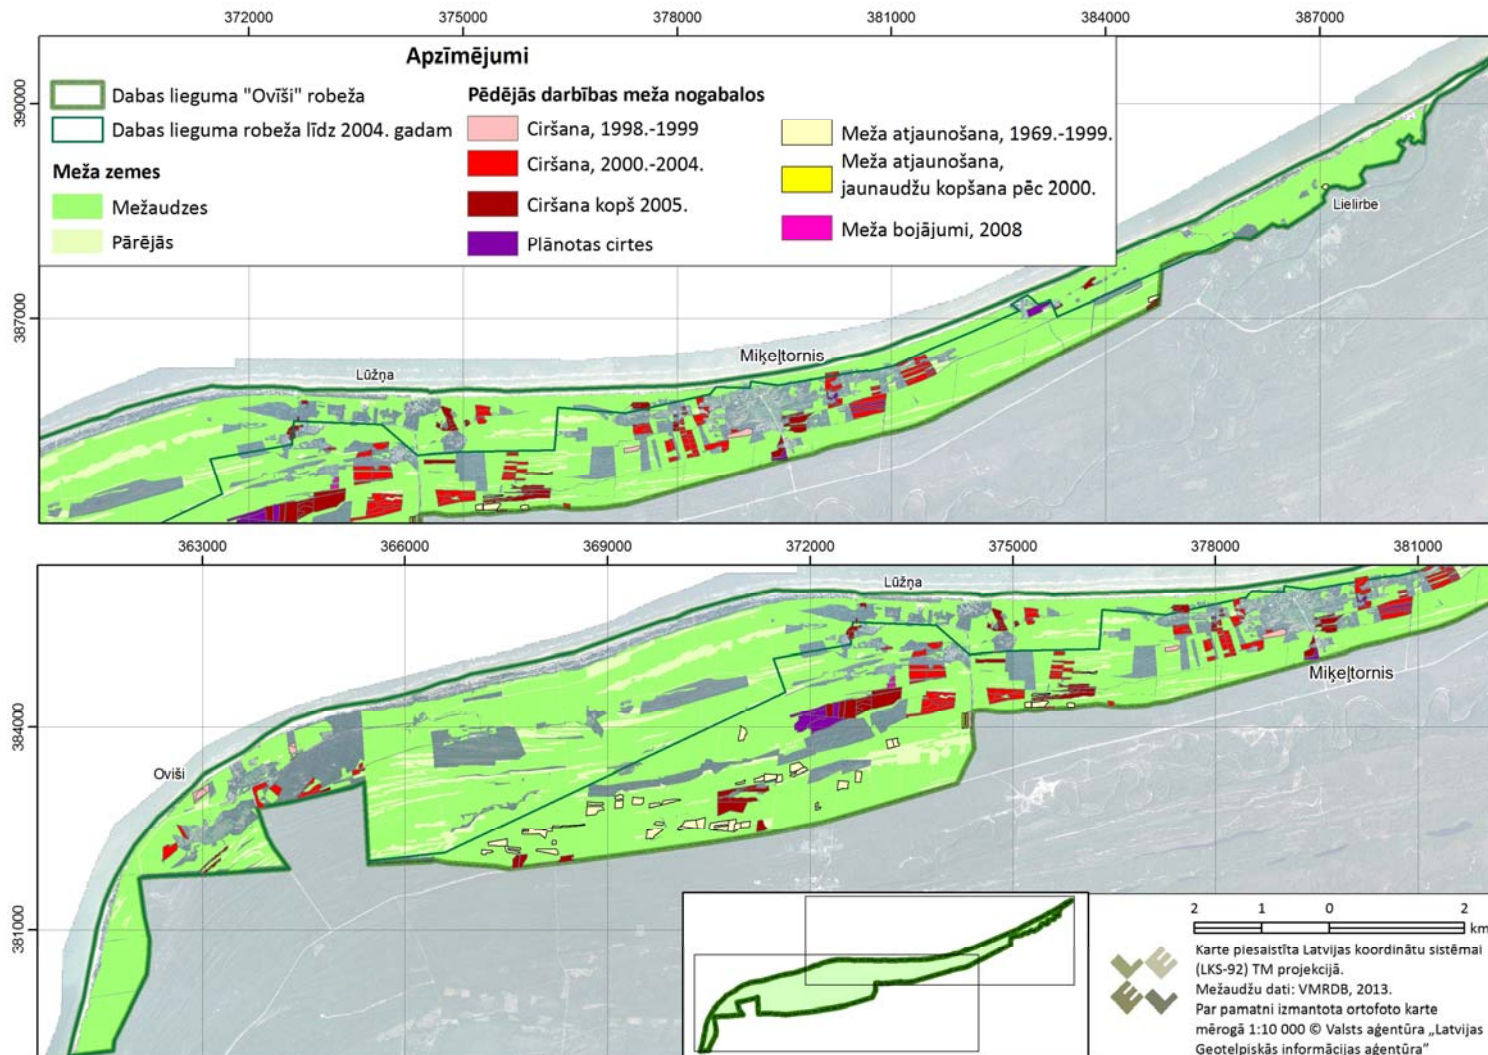 372000 375000 378000 381000 384000 387000
Apzīmējumi
Dabas lieguma "Ovīši" robeža
Dabas lieguma robeža līdz 2004. gadam
Meža zemes
Mežaudzes
Pārējās
Pēdējās darbības meža nogabalos
Ciršana, 1998.-1999
Ciršana, 2000.-2004.
Ciršana kopš 2005.
Plānotas cirtes
Meža atjaunošana, 1969.-1999.
Meža atjaunošana,
jaunaudžu kopšana pēc 2000.
Meža bojājumi, 2008
390000
387000
Lielirbe
Miķeļtornis
Lūžņa
363000 366000 369000 372000 375000 378000 381000
Lūžņa
Miķeļtornis
384000
Oviši
381000
2 1 0 2
km
Karte piesaistīta Latvijas koordinātu sistēmai
(LKS-92) TM projekcijā.
Mežaudžu dati: VMRDB, 2013.
Par pamatni izmantota ortofoto karte
mērogā 1:10 000 © Valsts aģentūra „Latvijas
Ģeotelpiskās informācijas aģentūra"